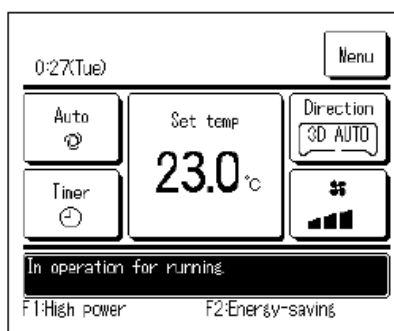 Menu
0:27(Tue)
Auto
Set temp
Direction
3D AUTO
23.0 °C
Timer
In operation for running.
F1:High power F2:Energy-saving